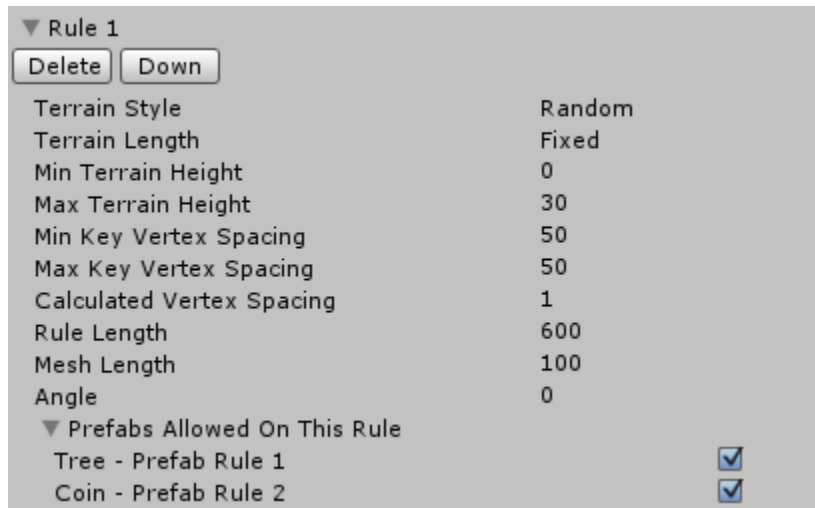 Rule 1
Delete Down
Terrain Style Random
Terrain Length Fixed
Min Terrain Height 0
Max Terrain Height 30
Min Key Vertex Spacing 50
Max Key Vertex Spacing 50
Calculated Vertex Spacing 1
Rule Length 600
Mesh Length 100
Angle 0
Prefabs Allowed On This Rule
Tree - Prefab Rule 1
Coin - Prefab Rule 2